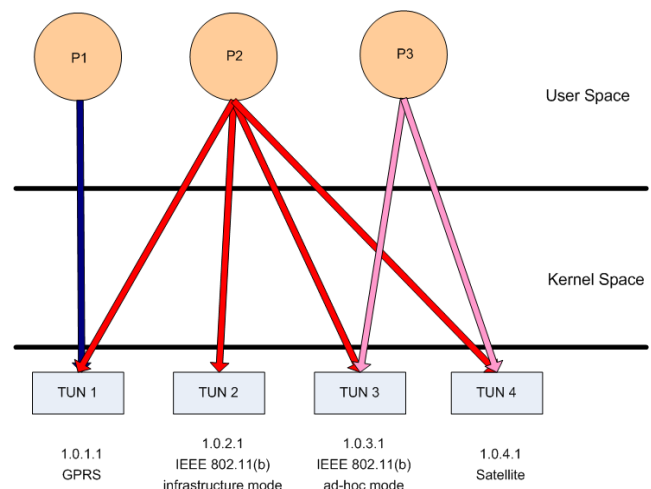 P1
P2
P3
User Space
Kernel Space
TUN 1
TUN 2
TUN 3
TUN 4
1.0.1.1
GPRS
1.0.2.1
IEEE 802.11(b)
infrastructure mode
1.0.3.1
IEEE 802.11(b)
ad-hoc mode
1.0.4.1
Satellite